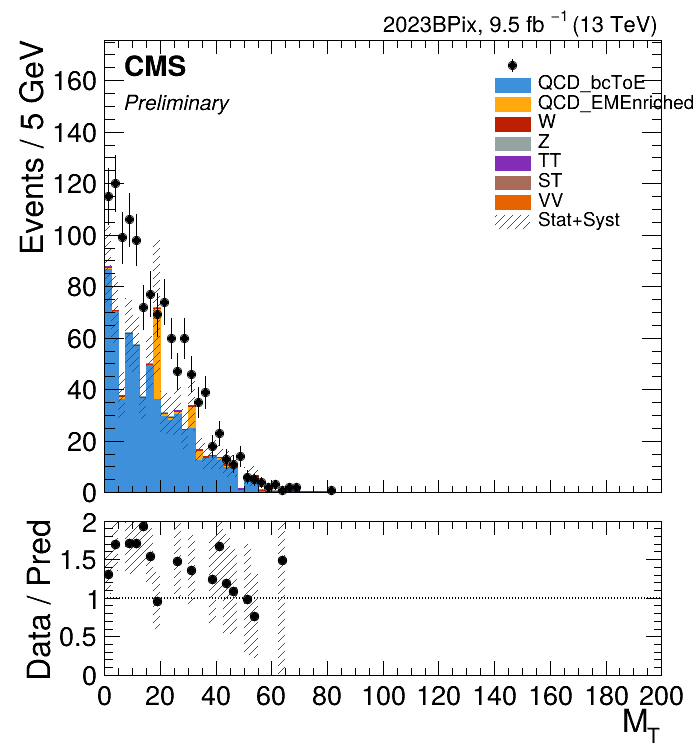 2023BPix, 9.5 fb⁻¹ (13 TeV)
CMS
Preliminary
QCD_bcToE
QCD_EMEnriched
W
Z
TT
ST
VV
Stat+Syst
Events / 5 GeV
160
140
120
100
80
60
40
20
0
Data / Pred
2
1.5
1
0.5
0
0 20 40 60 80 100 120 140 160 180 200
M_T